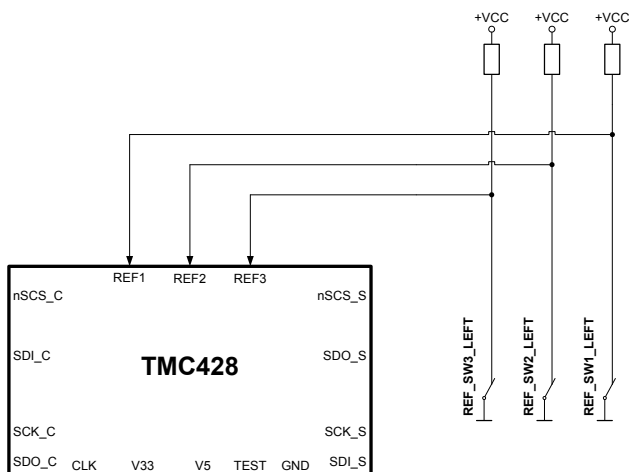 +VCC +VCC +VCC
REF1 REF2 REF3
nSCS_C nSCS_S
REF_SW3_LEFT
REF_SW2_LEFT
REF_SW1_LEFT
SDI_C TMC428 SDO_S
SCK_C SCK_S
SDO_C CLK V33 V5 TEST GND SDI_S